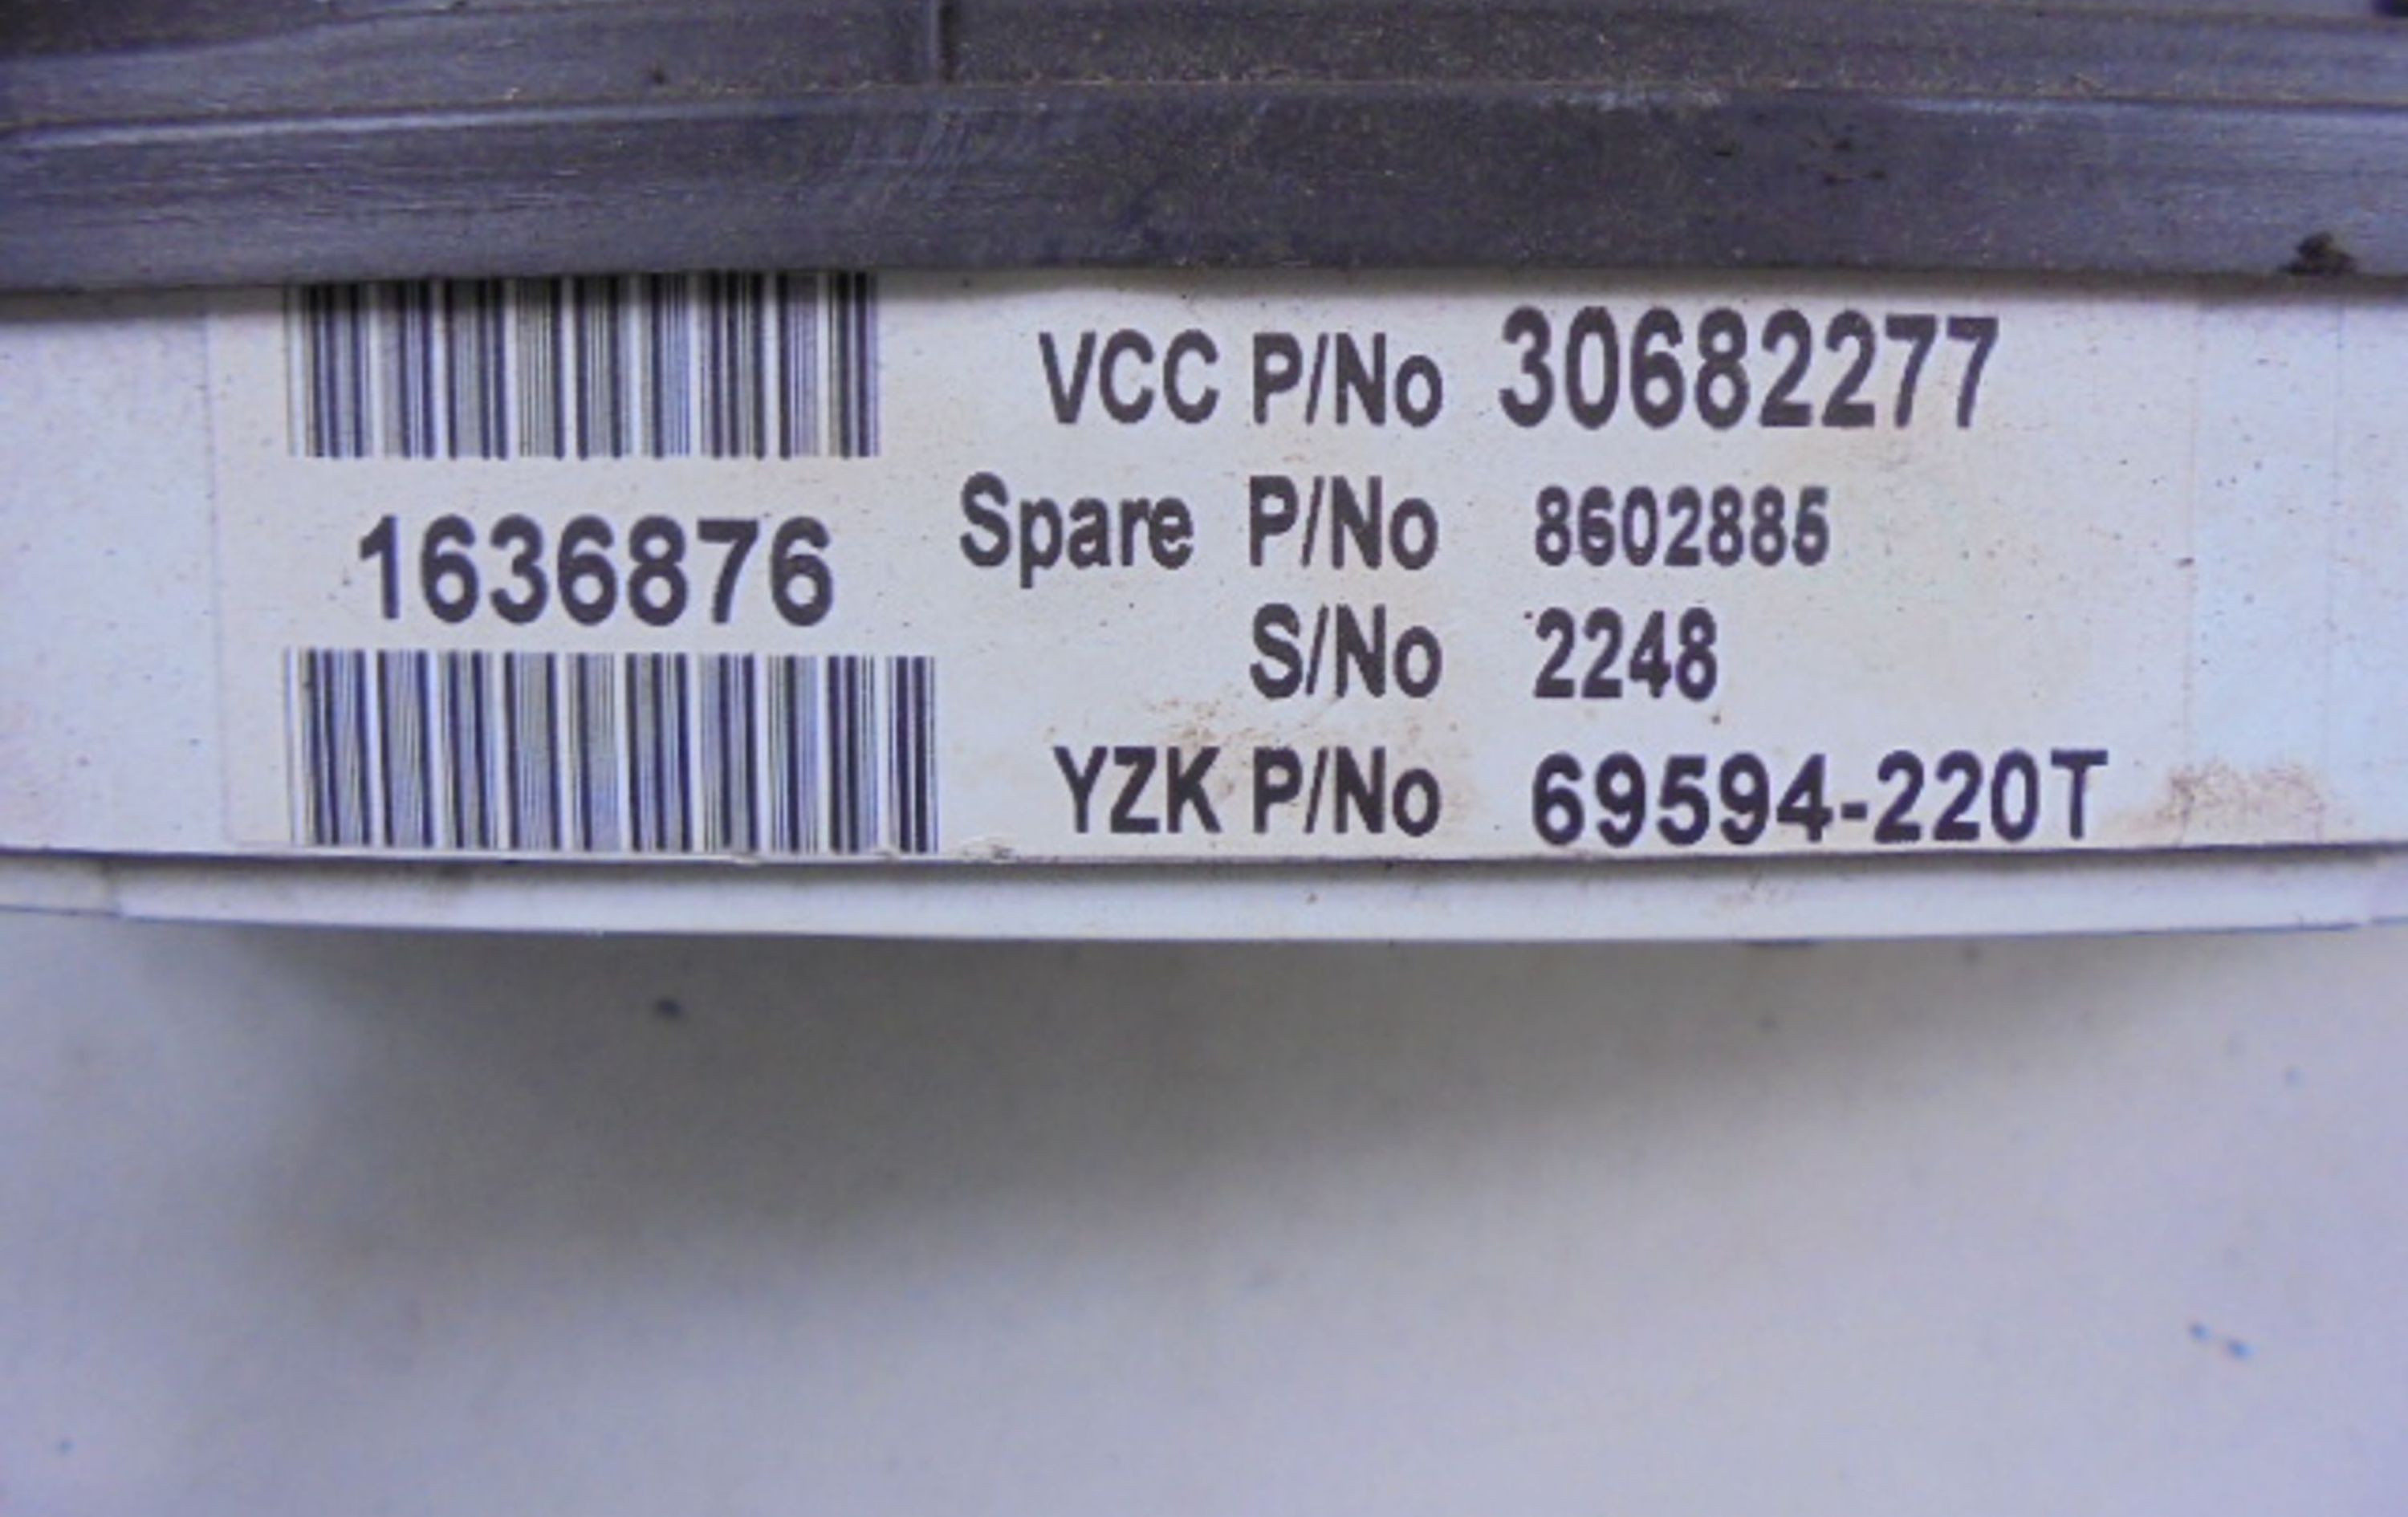 1636876
VCC P/No 30682277
Spare P/No 8602885
S/No 2248
YZK P/No 69594-220T